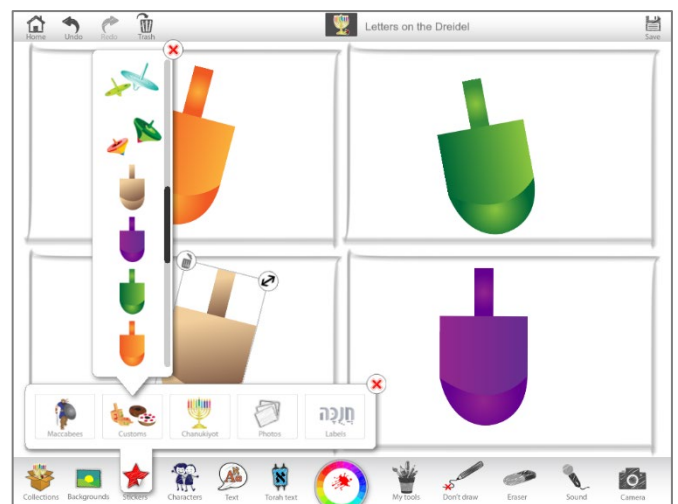 Home Undo Redo Trash Letters on the Dreidel Save
Maccabees Customs Chanukiyot Photos Labels
חֲנֻכָּה
Collections Backgrounds Stickers Characters Text Torah text My tools Don't draw Eraser Sound Camera